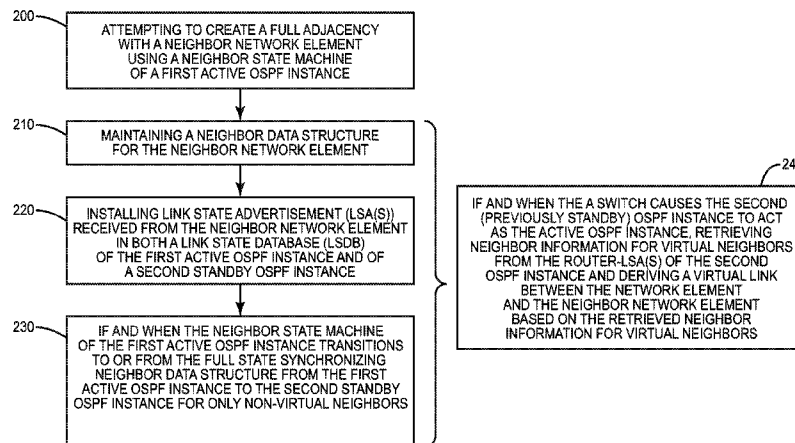 200
ATTEMPTING TO CREATE A FULL ADJACENCY
WITH A NEIGHBOR NETWORK ELEMENT
USING A NEIGHBOR STATE MACHINE
OF A FIRST ACTIVE OSPF INSTANCE
210
MAINTAINING A NEIGHBOR DATA STRUCTURE
FOR THE NEIGHBOR NETWORK ELEMENT
220
INSTALLING LINK STATE ADVERTISEMENT (LSA(S))
RECEIVED FROM THE NEIGHBOR NETWORK ELEMENT
IN BOTH A LINK STATE DATABASE (LSDB)
OF THE FIRST ACTIVE OSPF INSTANCE AND OF
A SECOND STANDBY OSPF INSTANCE
230
IF AND WHEN THE NEIGHBOR STATE MACHINE
OF THE FIRST ACTIVE OSPF INSTANCE TRANSITIONS
TO OR FROM THE FULL STATE SYNCHRONIZING
NEIGHBOR DATA STRUCTURE FROM THE FIRST
ACTIVE OSPF INSTANCE TO THE SECOND STANDBY
OSPF INSTANCE FOR ONLY NON-VIRTUAL NEIGHBORS
24
IF AND WHEN THE A SWITCH CAUSES THE SECOND
(PREVIOUSLY STANDBY) OSPF INSTANCE TO ACT
AS THE ACTIVE OSPF INSTANCE, RETRIEVING
NEIGHBOR INFORMATION FOR VIRTUAL NEIGHBORS
FROM THE ROUTER-LSA(S) OF THE SECOND
OSPF INSTANCE AND DERIVING A VIRTUAL LINK
BETWEEN THE NETWORK ELEMENT
AND THE NEIGHBOR NETWORK ELEMENT
BASED ON THE RETRIEVED NEIGHBOR
INFORMATION FOR VIRTUAL NEIGHBORS